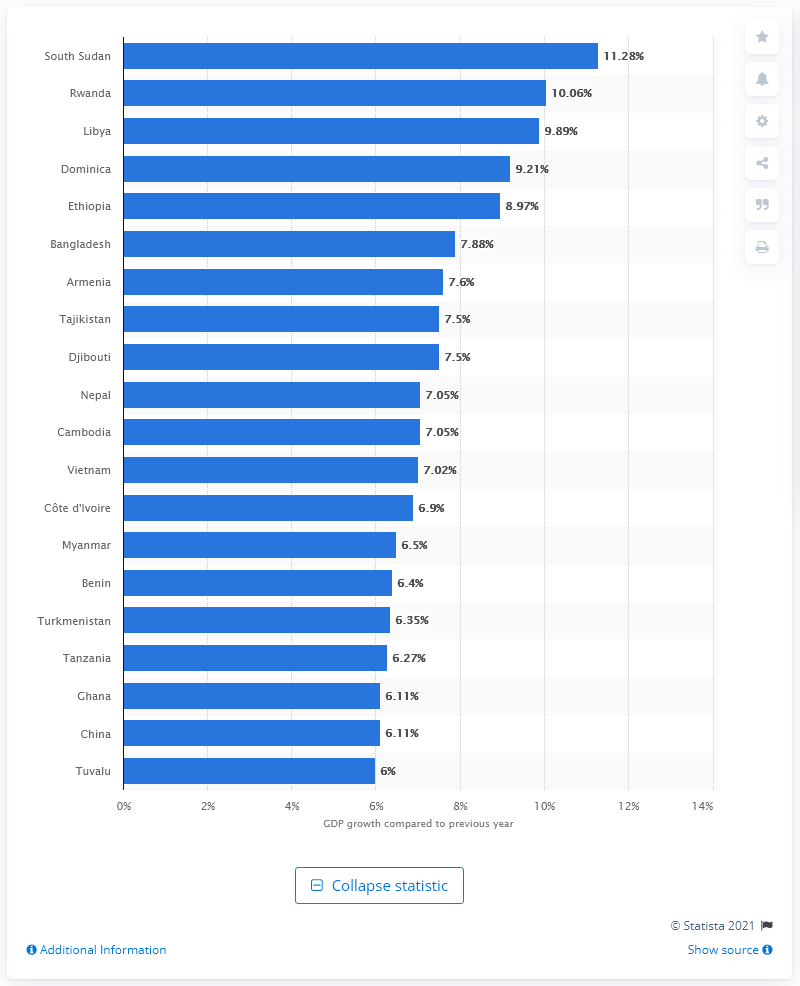 South Sudan 11.28%
Rwanda 10.06%
Libya 9.89%
Dominica 9.21%
Ethiopia 8.97%
Bangladesh 7.88%
Armenia 7.6%
Tajikistan 7.5%
Djibouti 7.5%
Nepal 7.05%
Cambodia 7.05%
Vietnam 7.02%
Côte d'Ivoire 6.9%
Myanmar 6.5%
Benin 6.4%
Turkmenistan 6.35%
Tanzania 6.27%
Ghana 6.11%
China 6.11%
Tuvalu 6%
0% 2% 4% 6% 8% 10% 12% 14%
GDP growth compared to previous year
Collapse statistic
© Statista 2021
Additional Information Show source